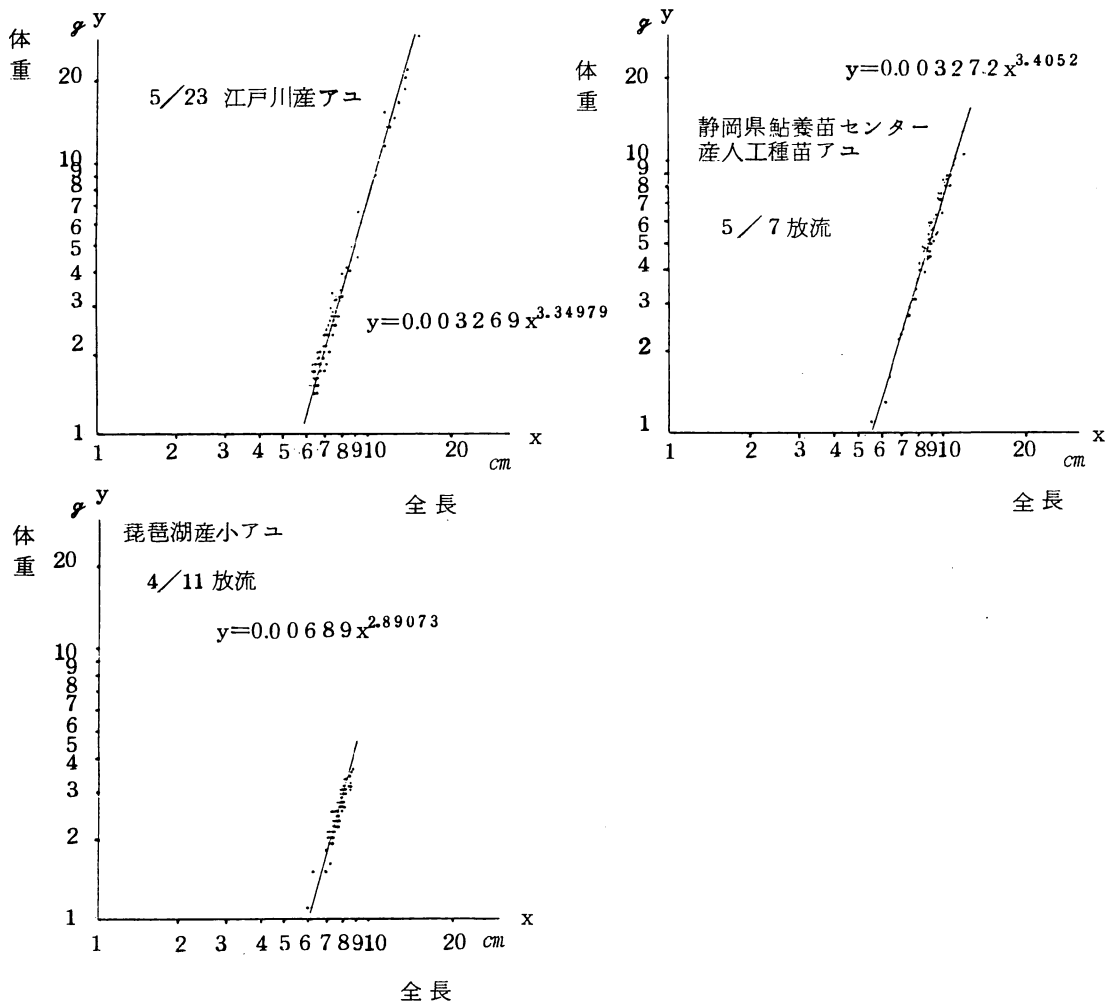 g y
体
重
20
10
9
8
7
6
5
4
3
2
1
5/23 江戸川産アユ
y=0.003269x^3.34979
1 2 3 4 5 6 7 8 9 10 20 x
cm
全長
g y
体
重
20
10
9
8
7
6
5
4
3
2
1
y=0.003272x^3.4052
静岡県鮎養苗センター
産人工種苗アユ
5/7放流
1 2 3 4 5 6 7 8 9 10 20 x
cm
全長
g y
体
重
20
10
9
8
7
6
5
4
3
2
1
琵琶湖産小アユ
4/11放流
y=0.00689x^2.89073
1 2 3 4 5 6 7 8 9 10 20 cm x
全長